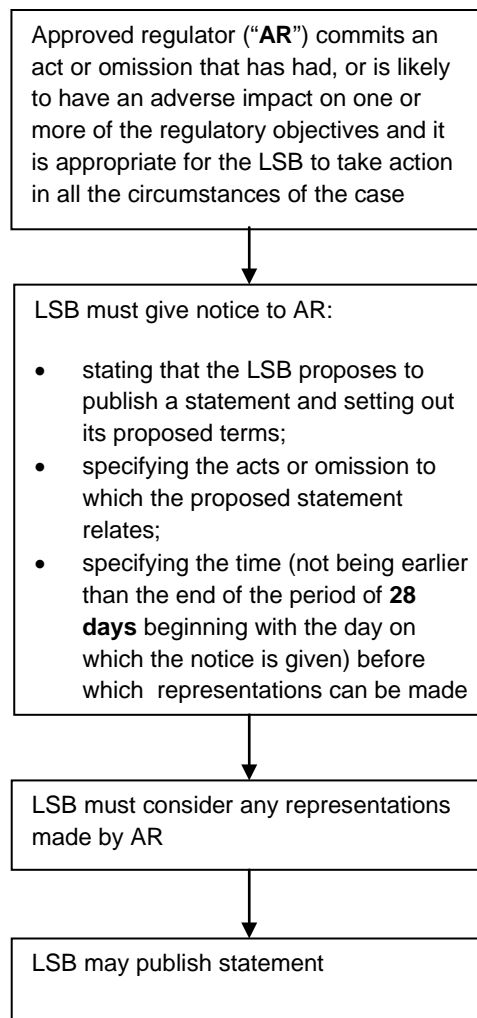 Approved regulator (“AR”) commits an
act or omission that has had, or is likely
to have an adverse impact on one or
more of the regulatory objectives and it
is appropriate for the LSB to take action
in all the circumstances of the case
LSB must give notice to AR:
• stating that the LSB proposes to
publish a statement and setting out
its proposed terms;
• specifying the acts or omission to
which the proposed statement
relates;
• specifying the time (not being earlier
than the end of the period of 28
days beginning with the day on
which the notice is given) before
which representations can be made
LSB must consider any representations
made by AR
LSB may publish statement